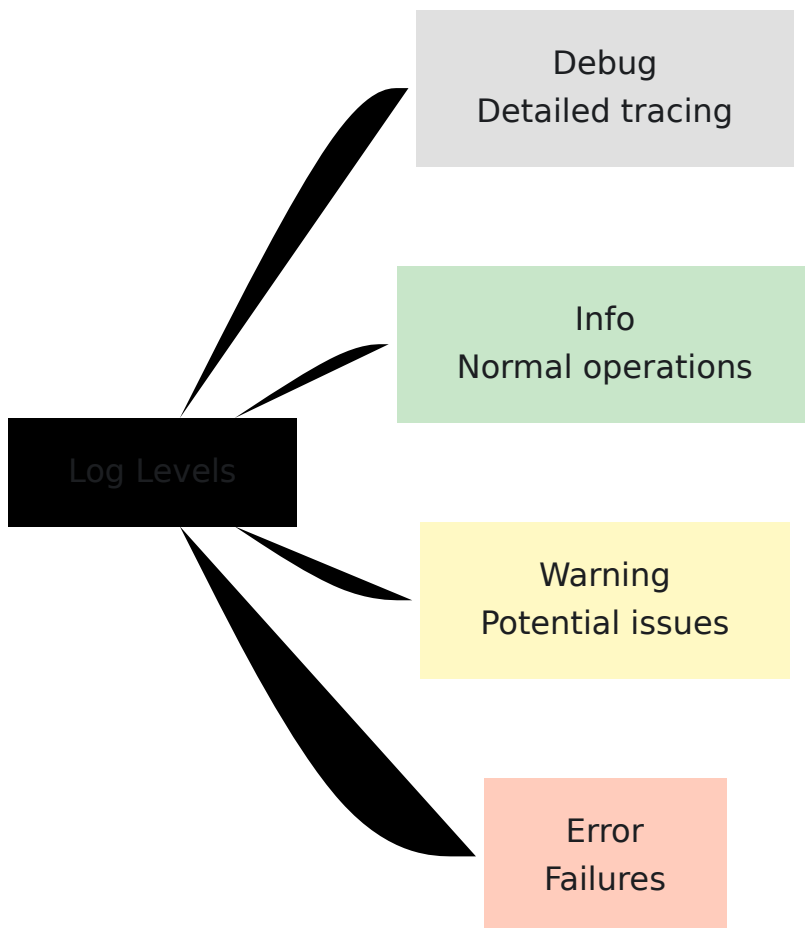 Debug
Detailed tracing
Info
Normal operations
Log Levels
Warning
Potential issues
Error
Failures